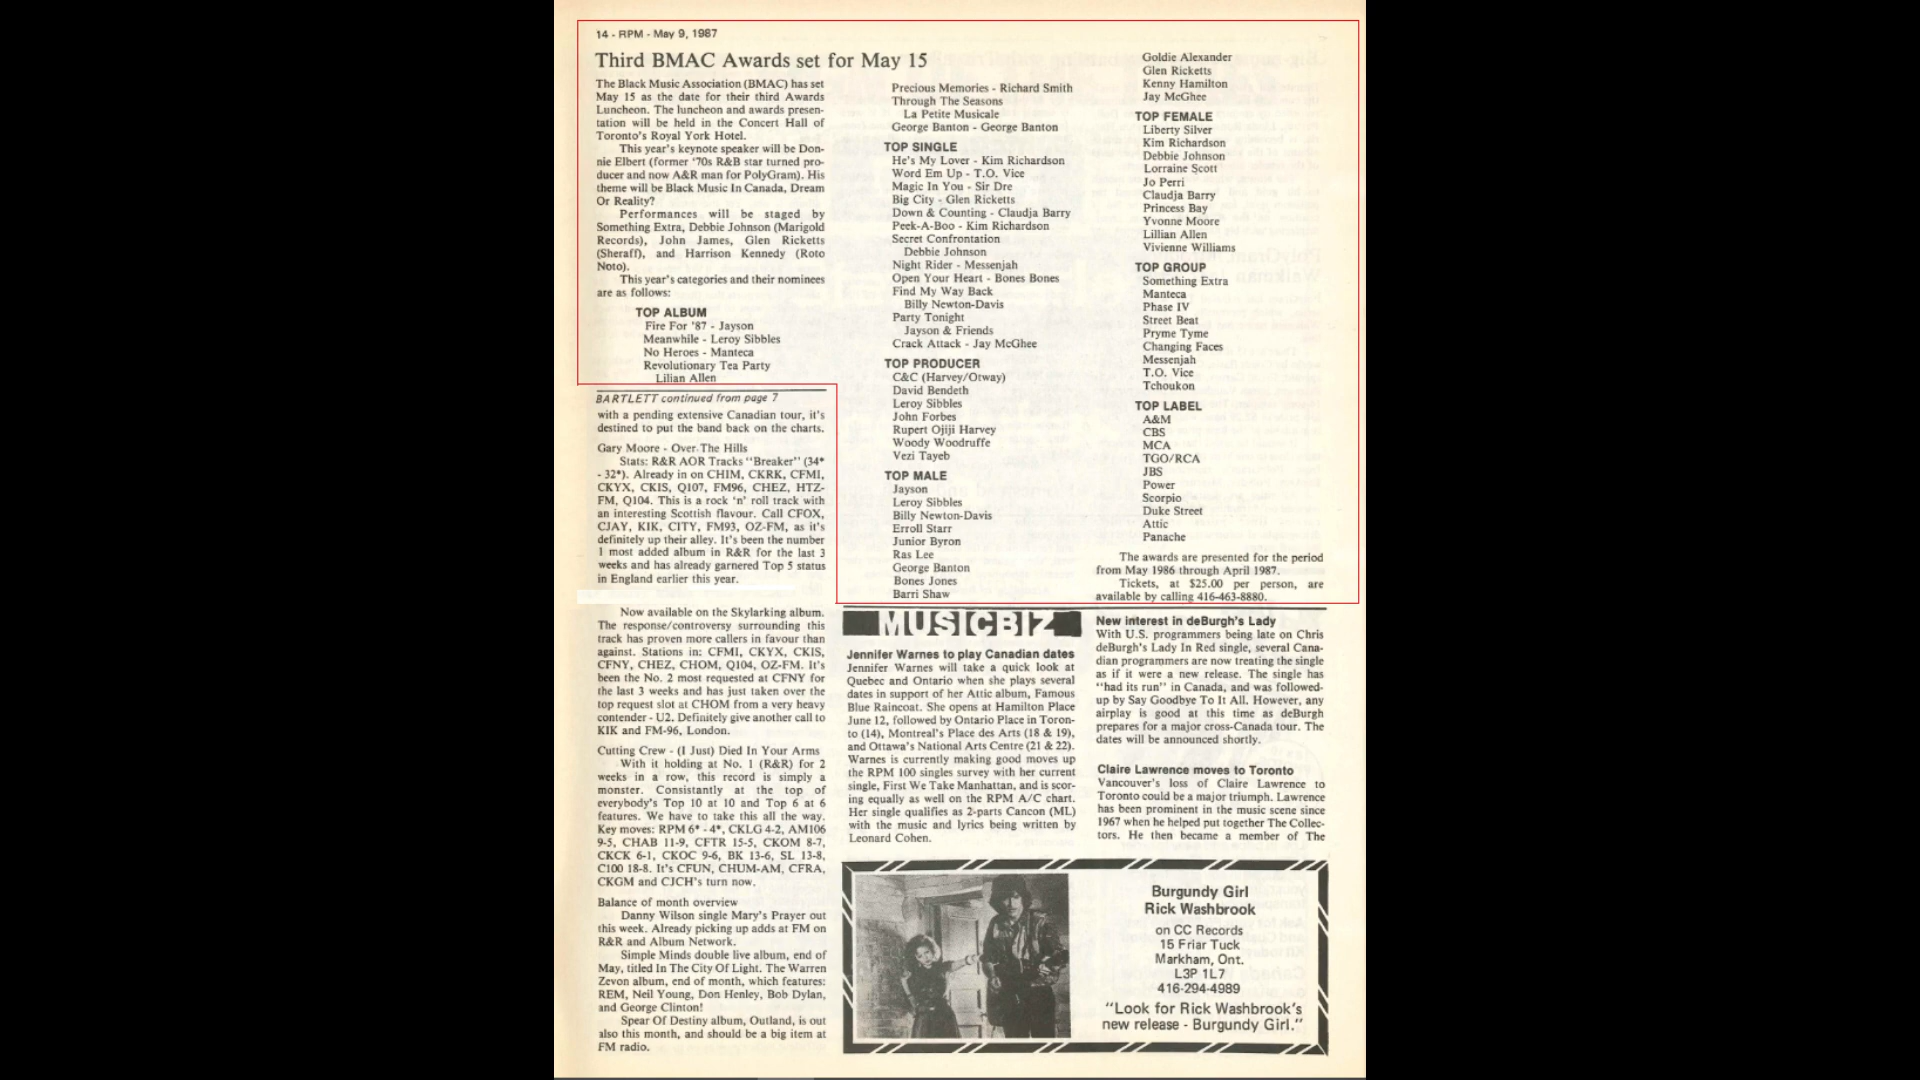 14 - RPM - May 9, 1987
Third BMAC Awards set for May 15
The Black Music Association (BMAC) has set
May 15 as the date for their third Awards
Luncheon. The luncheon and awards presen-
tation will be held in the Concert Hall of
Toronto's Royal York Hotel.
This year's keynote speaker will be Don-
nie Elbert (former '70s R&B star turned pro-
ducer and now A&R man for PolyGram). His
theme will be Black Music In Canada, Dream
Or Reality?
Performances will be staged by
Something Extra, Debbie Johnson (Marigold
Records), John James, Glen Ricketts
(Sheraff), and Harrison Kennedy (Roto
Noto).
This year's categories and their nominees
are as follows:
TOP ALBUM
Fire For '87 - Jayson
Meanwhile - Leroy Sibbles
No Heroes - Manteca
Revolutionary Tea Party
Lilian Allen
Precious Memories - Richard Smith
Through The Seasons
La Petite Musicale
George Banton - George Banton
TOP SINGLE
He's My Lover - Kim Richardson
Word Em Up - T.O. Vice
Magic In You - Sir Dre
Big City - Glen Ricketts
Down & Counting - Claudja Barry
Peek-A-Boo - Kim Richardson
Secret Confrontation
Debbie Johnson
Night Rider - Messenjah
Open Your Heart - Bones Bones
Find My Way Back
Billy Newton-Davis
Party Tonight
Jayson & Friends
Crack Attack - Jay McGhee
TOP PRODUCER
C&C (Harvey/Otway)
David Bendeth
Leroy Sibbles
John Forbes
Rupert Ojiji Harvey
Woody Woodruffe
Vezi Tayeb
TOP MALE
Jayson
Leroy Sibbles
Billy Newton-Davis
Erroll Starr
Junior Byron
Ras Lee
George Banton
Bones Jones
Barri Shaw
Goldie Alexander
Glen Ricketts
Kenny Hamilton
Jay McGhee
TOP FEMALE
Liberty Silver
Kim Richardson
Debbie Johnson
Lorraine Scott
Jo Perri
Claudja Barry
Princess Bay
Yvonne Moore
Lillian Allen
Vivienne Williams
TOP GROUP
Something Extra
Manteca
Phase IV
Street Beat
Pryme Tyme
Changing Faces
Messenjah
T.O. Vice
Tchoukon
TOP LABEL
A&M
CBS
MCA
TGO/RCA
JBS
Power
Scorpio
Duke Street
Attic
Panache
The awards are presented for the period
from May 1986 through April 1987.
Tickets, at $25.00 per person, are
available by calling 416-463-8880.
BARTLETT continued from page 7
with a pending extensive Canadian tour, it's
destined to put the band back on the charts.
Gary Moore - Over The Hills
Stats: R&R AOR Tracks "Breaker" (34*
- 32*). Already in on CHIM, CKRK, CFMI,
CKYX, CKIS, Q107, FM96, CHEZ, HTZ-
FM, Q104. This is a rock 'n' roll track with
an interesting Scottish flavour. Call CFOX,
CJAY, KIK, CITY, FM93, OZ-FM, as it's
definitely up their alley. It's been the number
1 most added album in R&R for the last 3
weeks and has already garnered Top 5 status
in England earlier this year.
Now available on the Skylarking album.
The response/controversy surrounding this
track has proven more callers in favour than
against. Stations in: CFMI, CKYX, CKIS,
CFNY, CHEZ, CHOM, Q104, OZ-FM. It's
been the No. 2 most requested at CFNY for
the last 3 weeks and has just taken over the
top request slot at CHOM from a very heavy
contender - U2. Definitely give another call to
KIK and FM-96, London.
Cutting Crew - (I Just) Died In Your Arms
With it holding at No. 1 (R&R) for 2
weeks in a row, this record is simply a
monster. Consistantly at the top of
everybody's Top 10 at 10 and Top 6 at 6
features. We have to take this all the way.
Key moves: RPM 6* - 4*, CKLG 4-2, AM106
9-5, CHAB 11-9, CFTR 15-5, CKOM 8-7,
CKCK 6-1, CKOC 9-6, BK 13-6, SL 13-8,
C100 18-8. It's CFUN, CHUM-AM, CFRA,
CKGM and CJCH's turn now.
Balance of month overview
Danny Wilson single Mary's Prayer out
this week. Already picking up adds at FM on
R&R and Album Network.
Simple Minds double live album, end of
May, titled In The City Of Light. The Warren
Zevon album, end of month, which features:
REM, Neil Young, Don Henley, Bob Dylan,
and George Clinton!
Spear Of Destiny album, Outland, is out
also this month, and should be a big item at
FM radio.
MUSICBIZ
Jennifer Warnes to play Canadian dates
Jennifer Warnes will take a quick look at
Quebec and Ontario when she plays several
dates in support of her Attic album, Famous
Blue Raincoat. She opens at Hamilton Place
June 12, followed by Ontario Place in Toron-
to (14), Montreal's Place des Arts (18 & 19),
and Ottawa's National Arts Centre (21 & 22).
Warnes is currently making good moves up
the RPM 100 singles survey with her current
single, First We Take Manhattan, and is scor-
ing equally as well on the RPM A/C chart.
Her single qualifies as 2-parts Cancon (ML)
with the music and lyrics being written by
Leonard Cohen.
New interest in deBurgh's Lady
With U.S. programmers being late on Chris
deBurgh's Lady In Red single, several Cana-
dian programmers are now treating the single
as if it were a new release. The single has
"had its run" in Canada, and was followed-
up by Say Goodbye To It All. However, any
airplay is good at this time as deBurgh
prepares for a major cross-Canada tour. The
dates will be announced shortly.
Claire Lawrence moves to Toronto
Vancouver's loss of Claire Lawrence to
Toronto could be a major triumph. Lawrence
has been prominent in the music scene since
1967 when he helped put together The Collec-
tors. He then became a member of The
Burgundy Girl
Rick Washbrook
on CC Records
15 Friar Tuck
Markham, Ont.
L3P 1L7
416-294-4989
"Look for Rick Washbrook's
new release - Burgundy Girl."